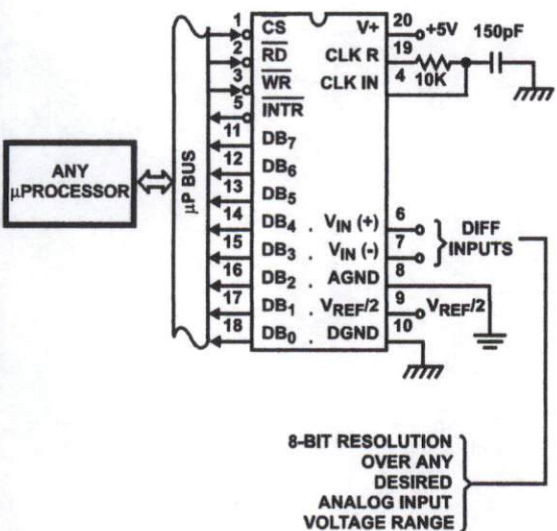 1 CS V+ 20 +5V 150pF
2 RD CLK R 19
3 WR CLK IN 4 10K
5 INTR
11 DB7
12 DB6
ANY
µPROCESSOR
µP BUS
13 DB5
14 DB4 . VIN (+) 6
15 DB3 . VIN (-) 7
DIFF
INPUTS
16 DB2 . AGND 8
17 DB1 . VREF/2 9 VREF/2
18 DB0 . DGND 10
8-BIT RESOLUTION
OVER ANY
DESIRED
ANALOG INPUT
VOLTAGE RANGE